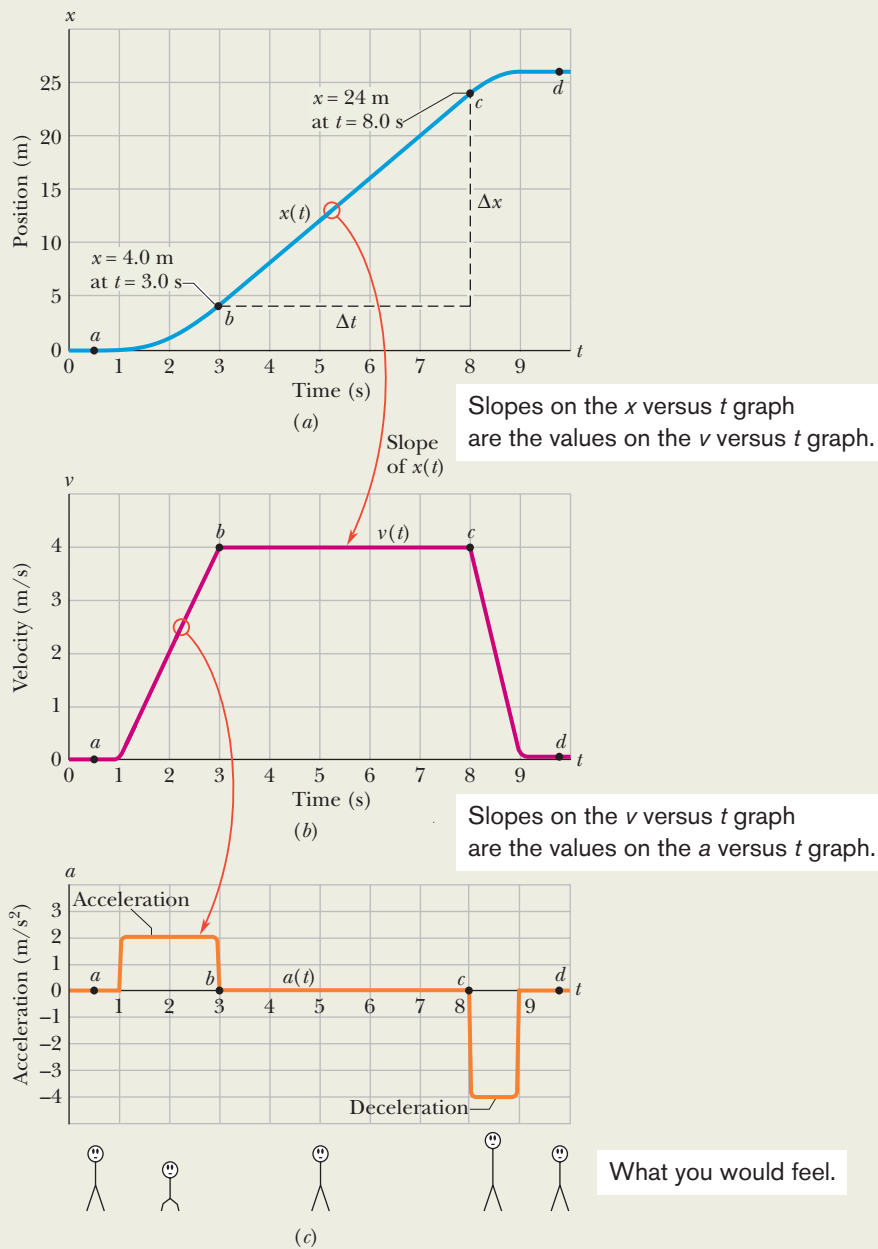 x
Position (m)
25
20
15
10
5
0
x = 24 m
at t = 8.0 s
x(t)
x = 4.0 m
at t = 3.0 s
a
b
c
d
Δx
Δt
0 1 2 3 4 5 6 7 8 9 t
Time (s)
(a)
Slopes on the x versus t graph
are the values on the v versus t graph.
Slope
of x(t)
v
Velocity (m/s)
4
3
2
1
0
a
b
v(t)
c
d
0 1 2 3 4 5 6 7 8 9 t
Time (s)
(b)
Slopes on the v versus t graph
are the values on the a versus t graph.
a
Acceleration (m/s²)
3
2
1
0
−1
−2
−3
−4
Acceleration
a
b
a(t)
c
d
1 2 3 4 5 6 7 8 9 t
Deceleration
What you would feel.
(c)